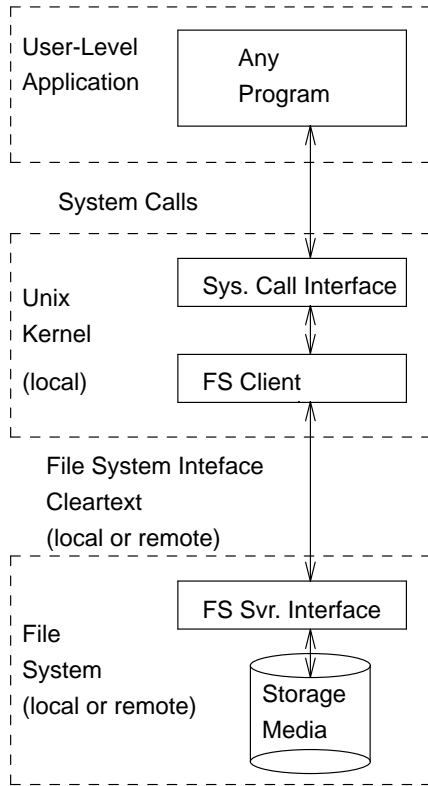 User-Level
Application
Any
Program
System Calls
Unix
Kernel
(local)
Sys. Call Interface
FS Client
File System Inteface
Cleartext
(local or remote)
File
System
(local or remote)
FS Svr. Interface
Storage
Media